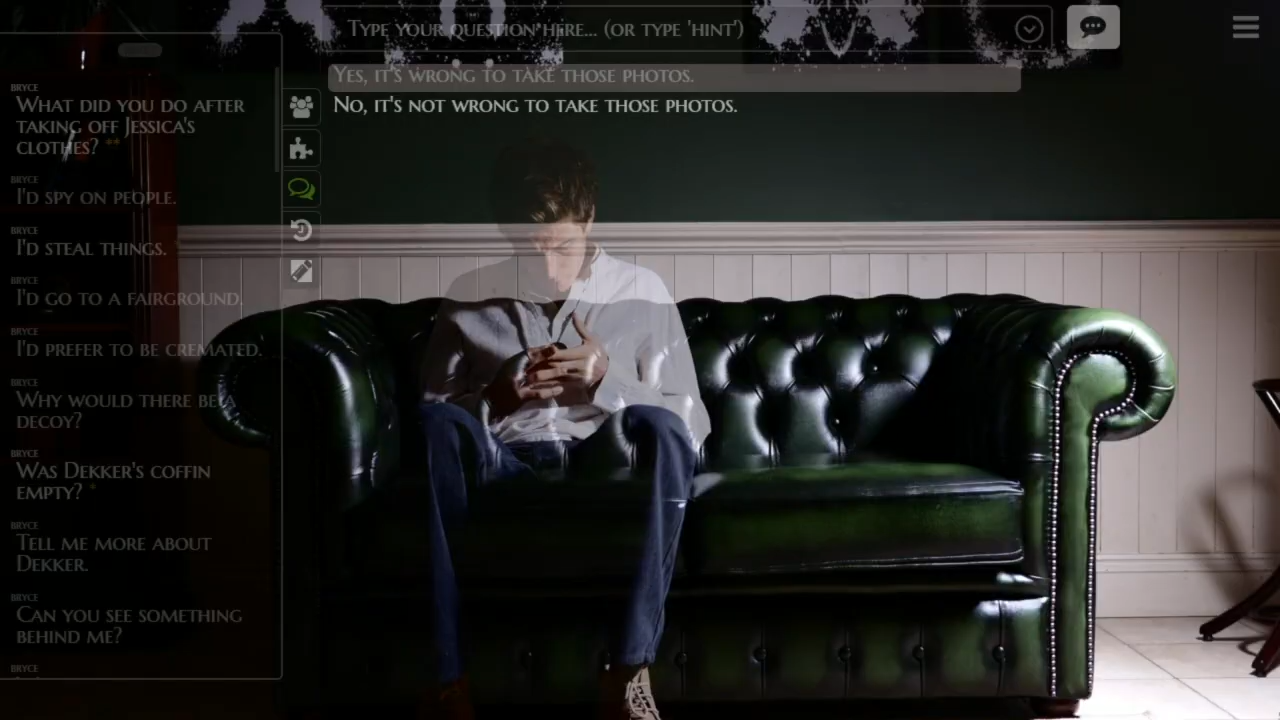 Type your question here... (or type 'hint')
Yes, it's wrong to take those photos.
No, it's not wrong to take those photos.
BRYCE
What did you do after
taking off Jessica's
clothes? **
BRYCE
I'd spy on people.
BRYCE
I'd steal things.
BRYCE
I'd go to a fairground.
BRYCE
I'd prefer to be cremated.
BRYCE
Why would there be a
decoy?
BRYCE
Was Dekker's coffin
empty? *
BRYCE
Tell me more about
Dekker.
BRYCE
Can you see something
behind me?
BRYCE